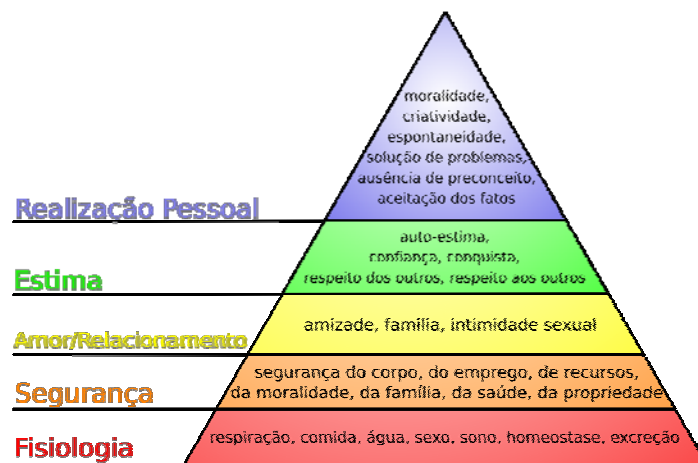 moralidade,
criatividade,
espontaneidade,
solução de problemas,
ausência de preconceito,
aceitação dos fatos
Realização Pessoal
auto-estima,
confiança, conquista,
respeito dos outros, respeito aos outros
Estima
amizade, família, intimidade sexual
Amor/Relacionamento
segurança do corpo, do emprego, de recursos,
da moralidade, da família, da saúde, da propriedade
Segurança
respiração, comida, água, sexo, sono, homeostase, excreção
Fisiologia